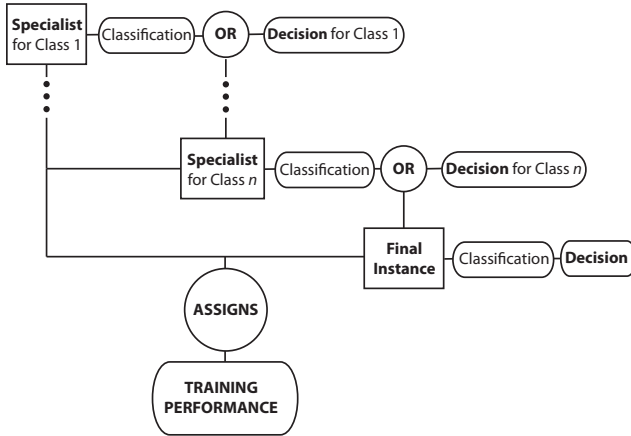 Specialist
for Class 1
Classification
OR
Decision for Class 1
Specialist
for Class n
Classification
OR
Decision for Class n
Final
Instance
Classification
Decision
ASSIGNS
TRAINING
PERFORMANCE